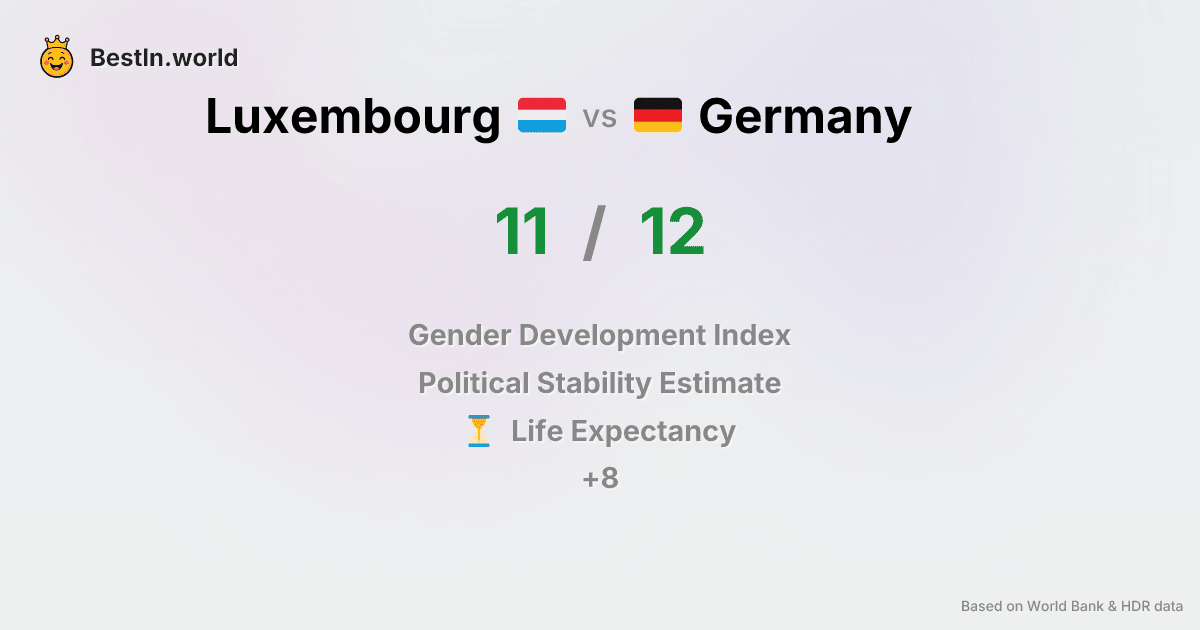 BestIn.world
Luxembourg vs Germany
11 / 12
Gender Development Index
Political Stability Estimate
Life Expectancy
+8
Based on World Bank & HDR data